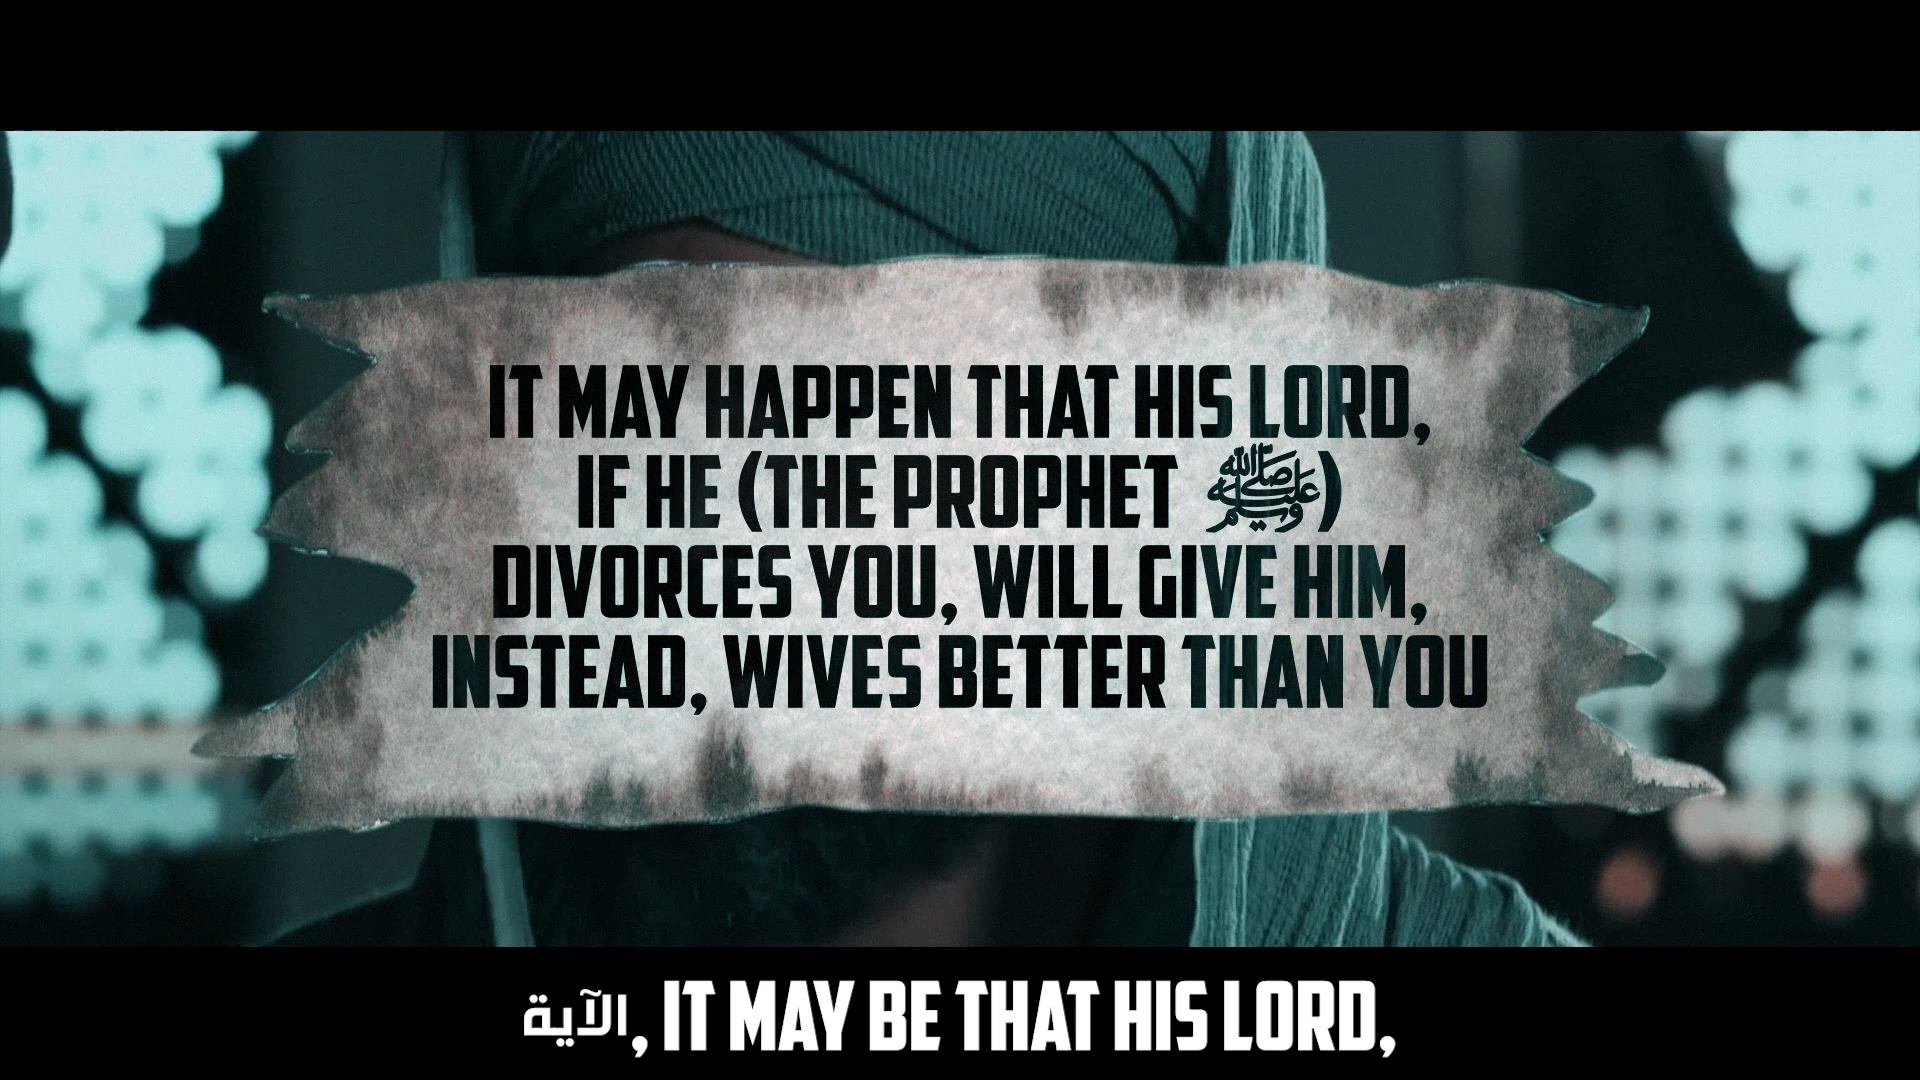 IT MAY HAPPEN THAT HIS LORD,
IF HE (THE PROPHET ﷺ)
DIVORCES YOU, WILL GIVE HIM,
INSTEAD, WIVES BETTER THAN YOU
الآية, IT MAY BE THAT HIS LORD,